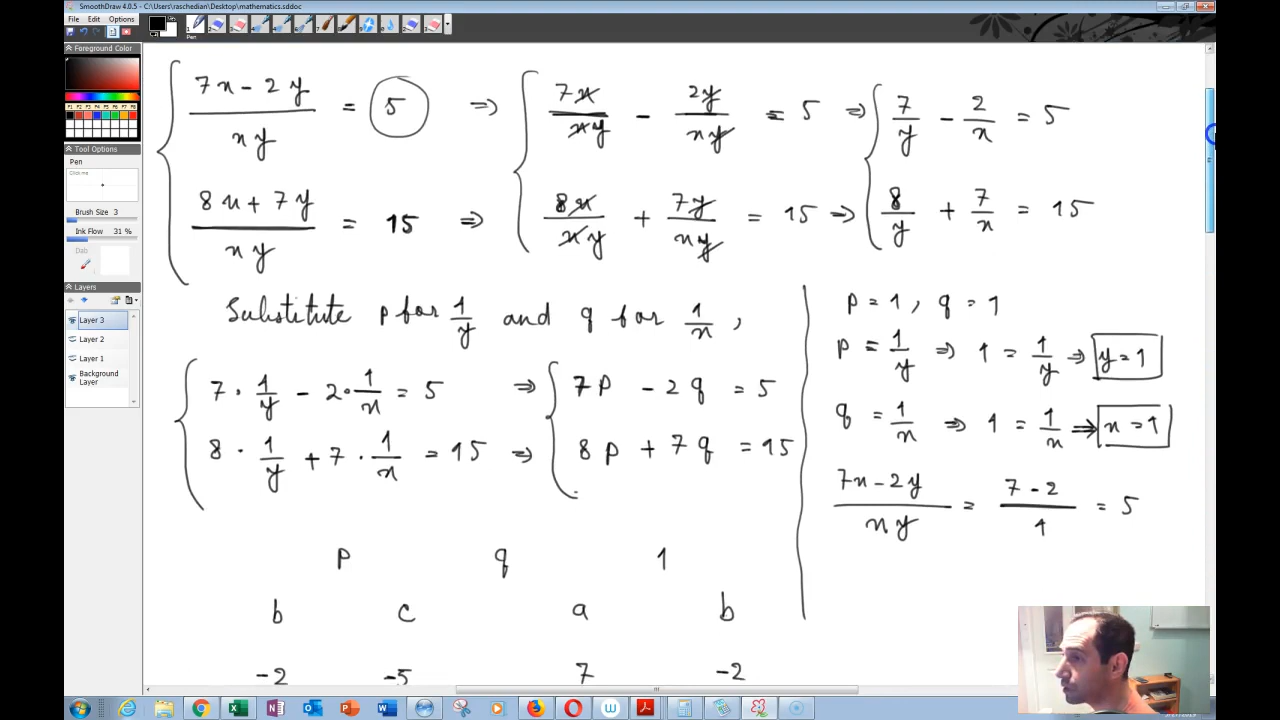 SmoothDraw 4.0.5 - C:\Users\raschedian\Desktop\mathematics.sddoc
File Edit Options
Pen
Foreground Color
Tool Options
Pen
Click me
Brush Size 3
Ink Flow 31 %
Dab
Layers
Layer 3
Layer 2
Layer 1
Background Layer
{ (7x - 2y)/(xy) = 5 ⇒ { 7x/(xy) - 2y/(xy) = 5 ⇒ { 7/y - 2/x = 5
(8x + 7y)/(xy) = 15 ⇒ 8x/(xy) + 7y/(xy) = 15 ⇒ 8/y + 7/x = 15
Substitute p for 1/y and q for 1/x,
{ 7 · 1/y - 2 · 1/x = 5 ⇒ { 7p - 2q = 5
8 · 1/y + 7 · 1/x = 15 ⇒ 8p + 7q = 15
p q 1
b c a b
-2 -5 7 -2
p = 1, q = 1
p = 1/y ⇒ 1 = 1/y ⇒ y = 1
q = 1/x ⇒ 1 = 1/x ⇒ x = 1
(7x - 2y)/(xy) = (7 - 2)/1 = 5